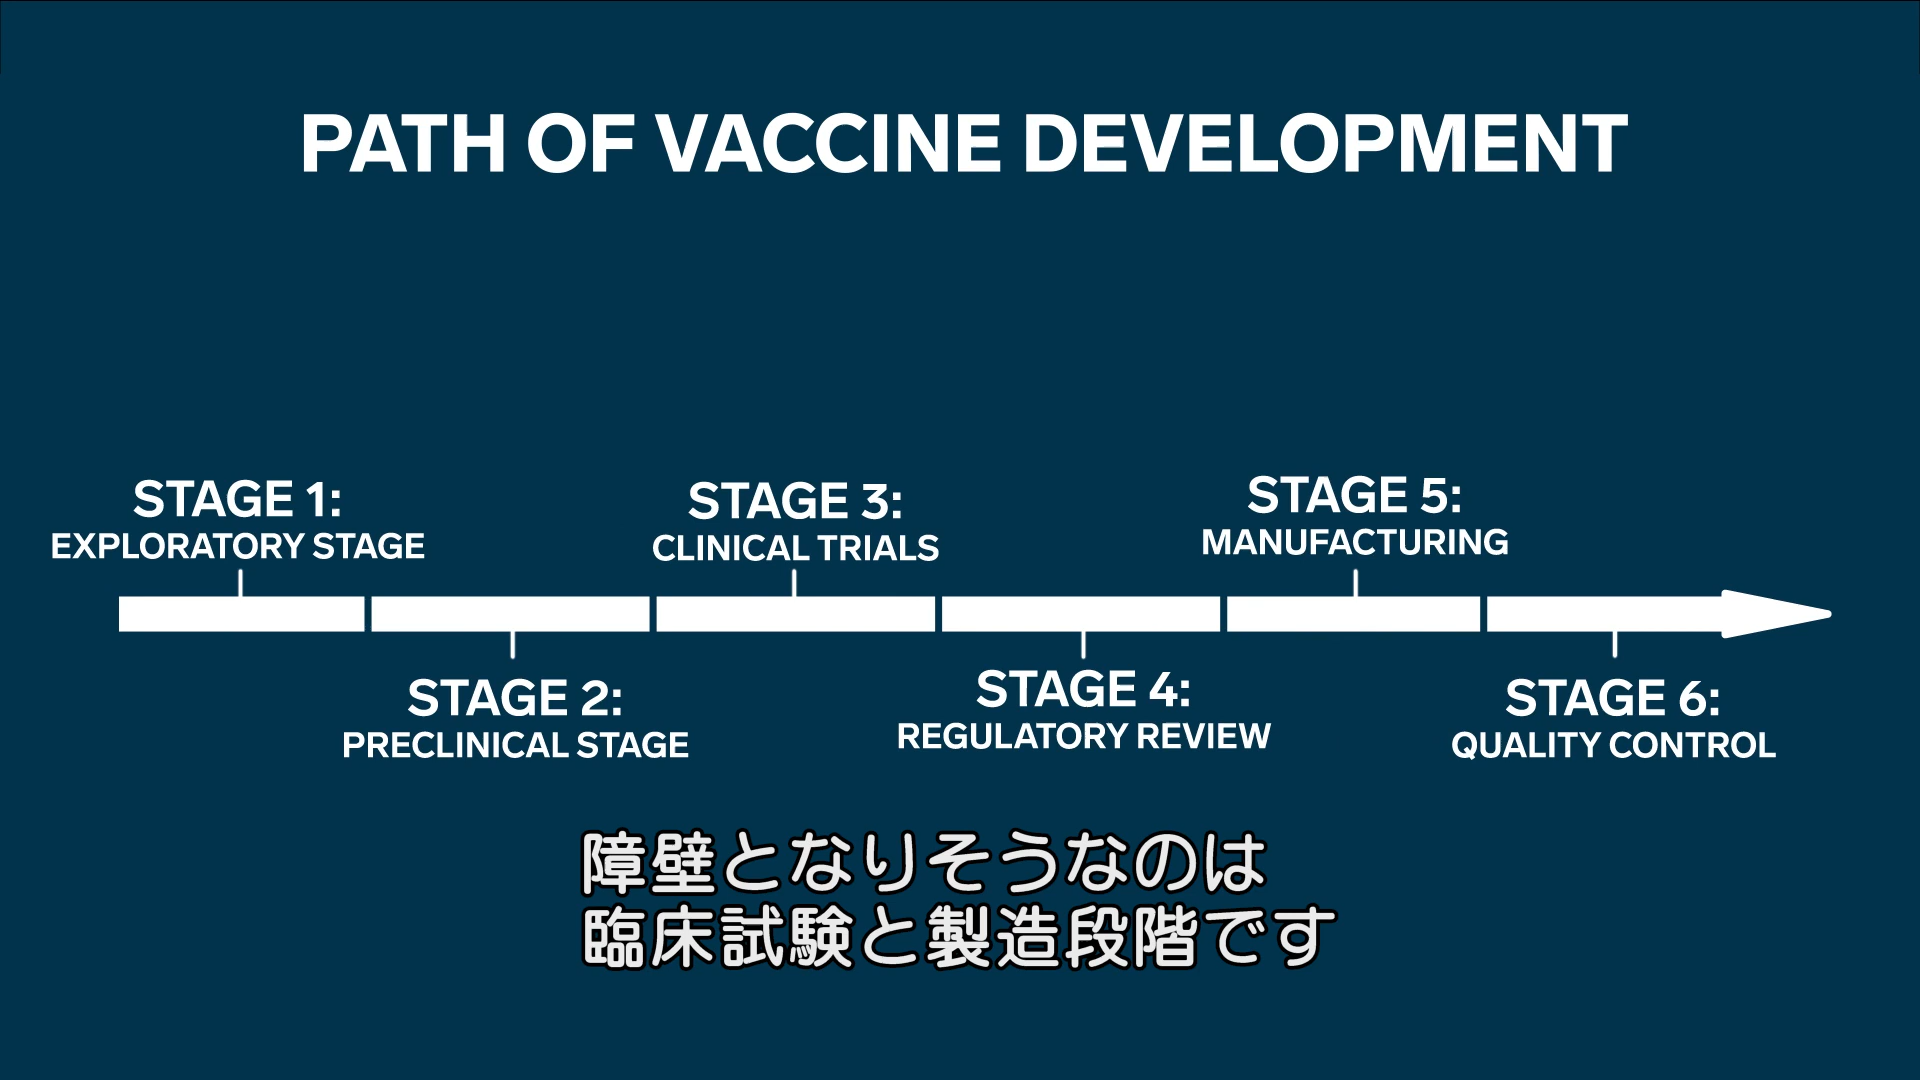 PATH OF VACCINE DEVELOPMENT
STAGE 1:
EXPLORATORY STAGE
STAGE 2:
PRECLINICAL STAGE
STAGE 3:
CLINICAL TRIALS
STAGE 4:
REGULATORY REVIEW
STAGE 5:
MANUFACTURING
STAGE 6:
QUALITY CONTROL
障壁となりそうなのは
臨床試験と製造段階です